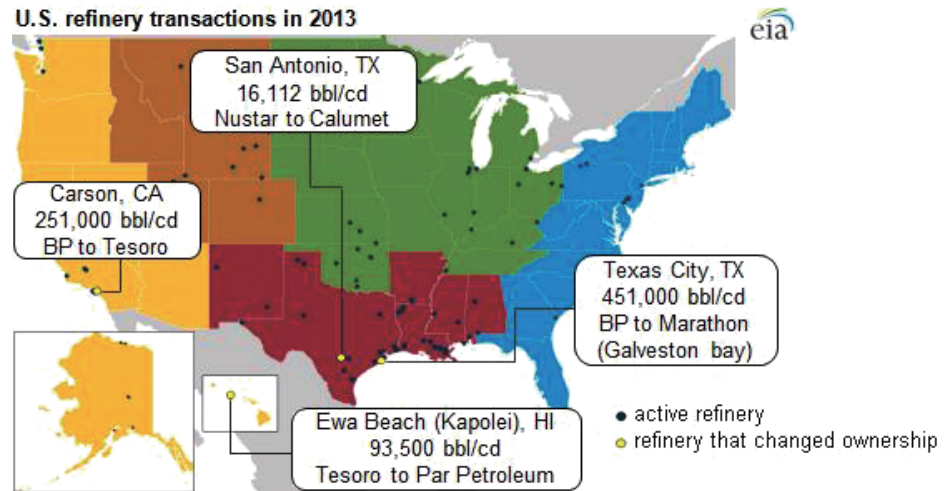 U.S. refinery transactions in 2013
eia
San Antonio, TX
16,112 bbl/cd
Nustar to Calumet
Carson, CA
251,000 bbl/cd
BP to Tesoro
Texas City, TX
451,000 bbl/cd
BP to Marathon
(Galveston bay)
Ewa Beach (Kapolei), HI
93,500 bbl/cd
Tesoro to Par Petroleum
active refinery
refinery that changed ownership